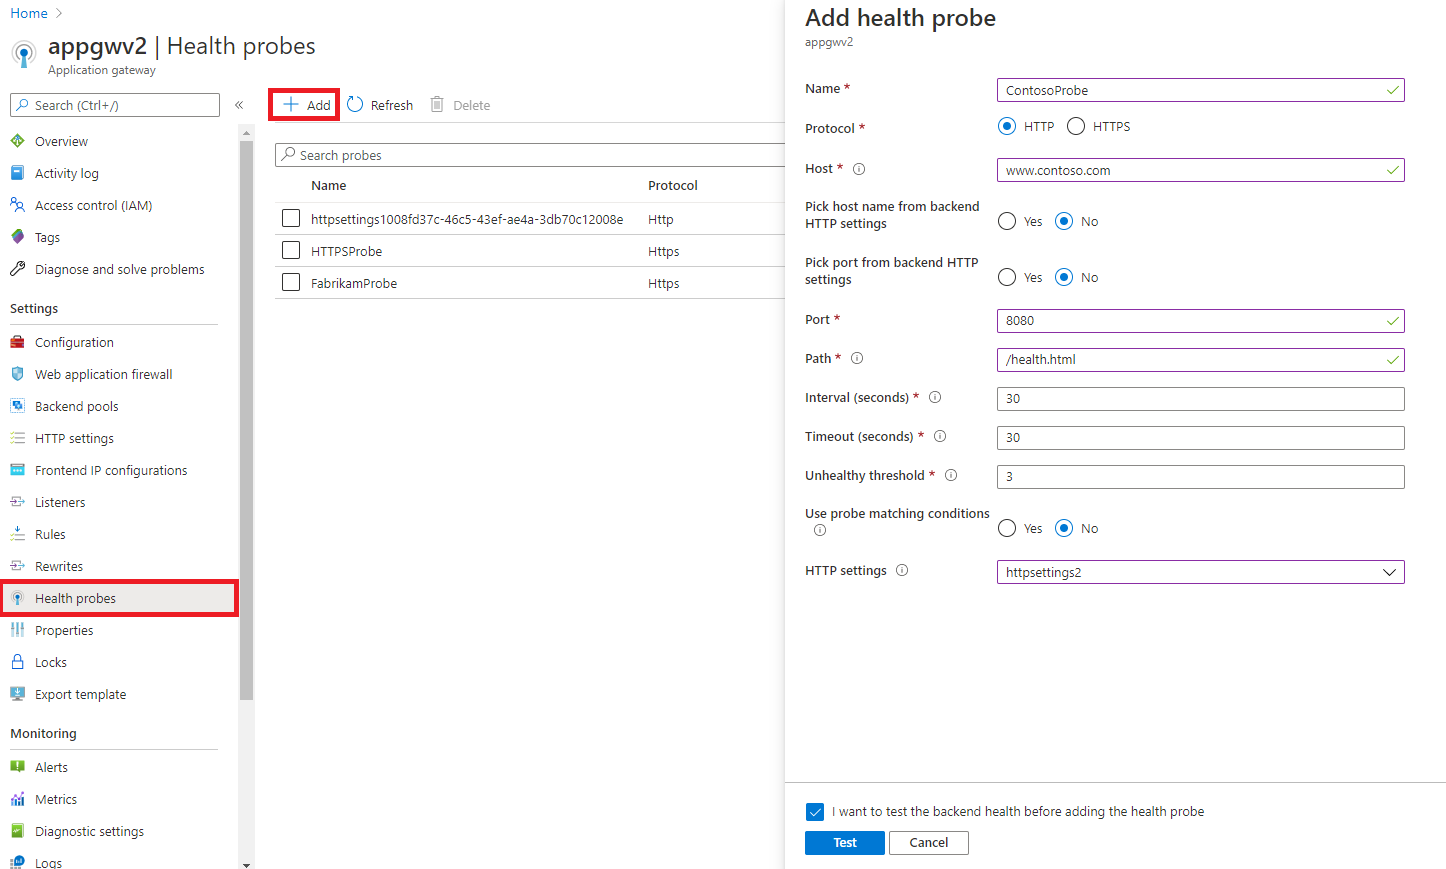 Home
appgwv2 | Health probes
Application gateway
Search (Ctrl+/)
«
Overview
Activity log
Access control (IAM)
Tags
Diagnose and solve problems
Settings
Configuration
Web application firewall
Backend pools
HTTP settings
Frontend IP configurations
Listeners
Rules
Rewrites
Health probes
Properties
Locks
Export template
Monitoring
Alerts
Metrics
Diagnostic settings
Logs
Add Refresh Delete
Search probes
Name Protocol
httpsettings1008fd37c-46c5-43ef-ae4a-3db70c12008e Http
HTTPSProbe Https
FabrikamProbe Https
Add health probe
appgwv2
Name * ContosoProbe
Protocol * HTTP HTTPS
Host * www.contoso.com
Pick host name from backend
HTTP settings Yes No
Pick port from backend HTTP
settings Yes No
Port * 8080
Path * /health.html
Interval (seconds) * 30
Timeout (seconds) * 30
Unhealthy threshold * 3
Use probe matching conditions Yes No
HTTP settings httpsettings2
I want to test the backend health before adding the health probe
Test Cancel